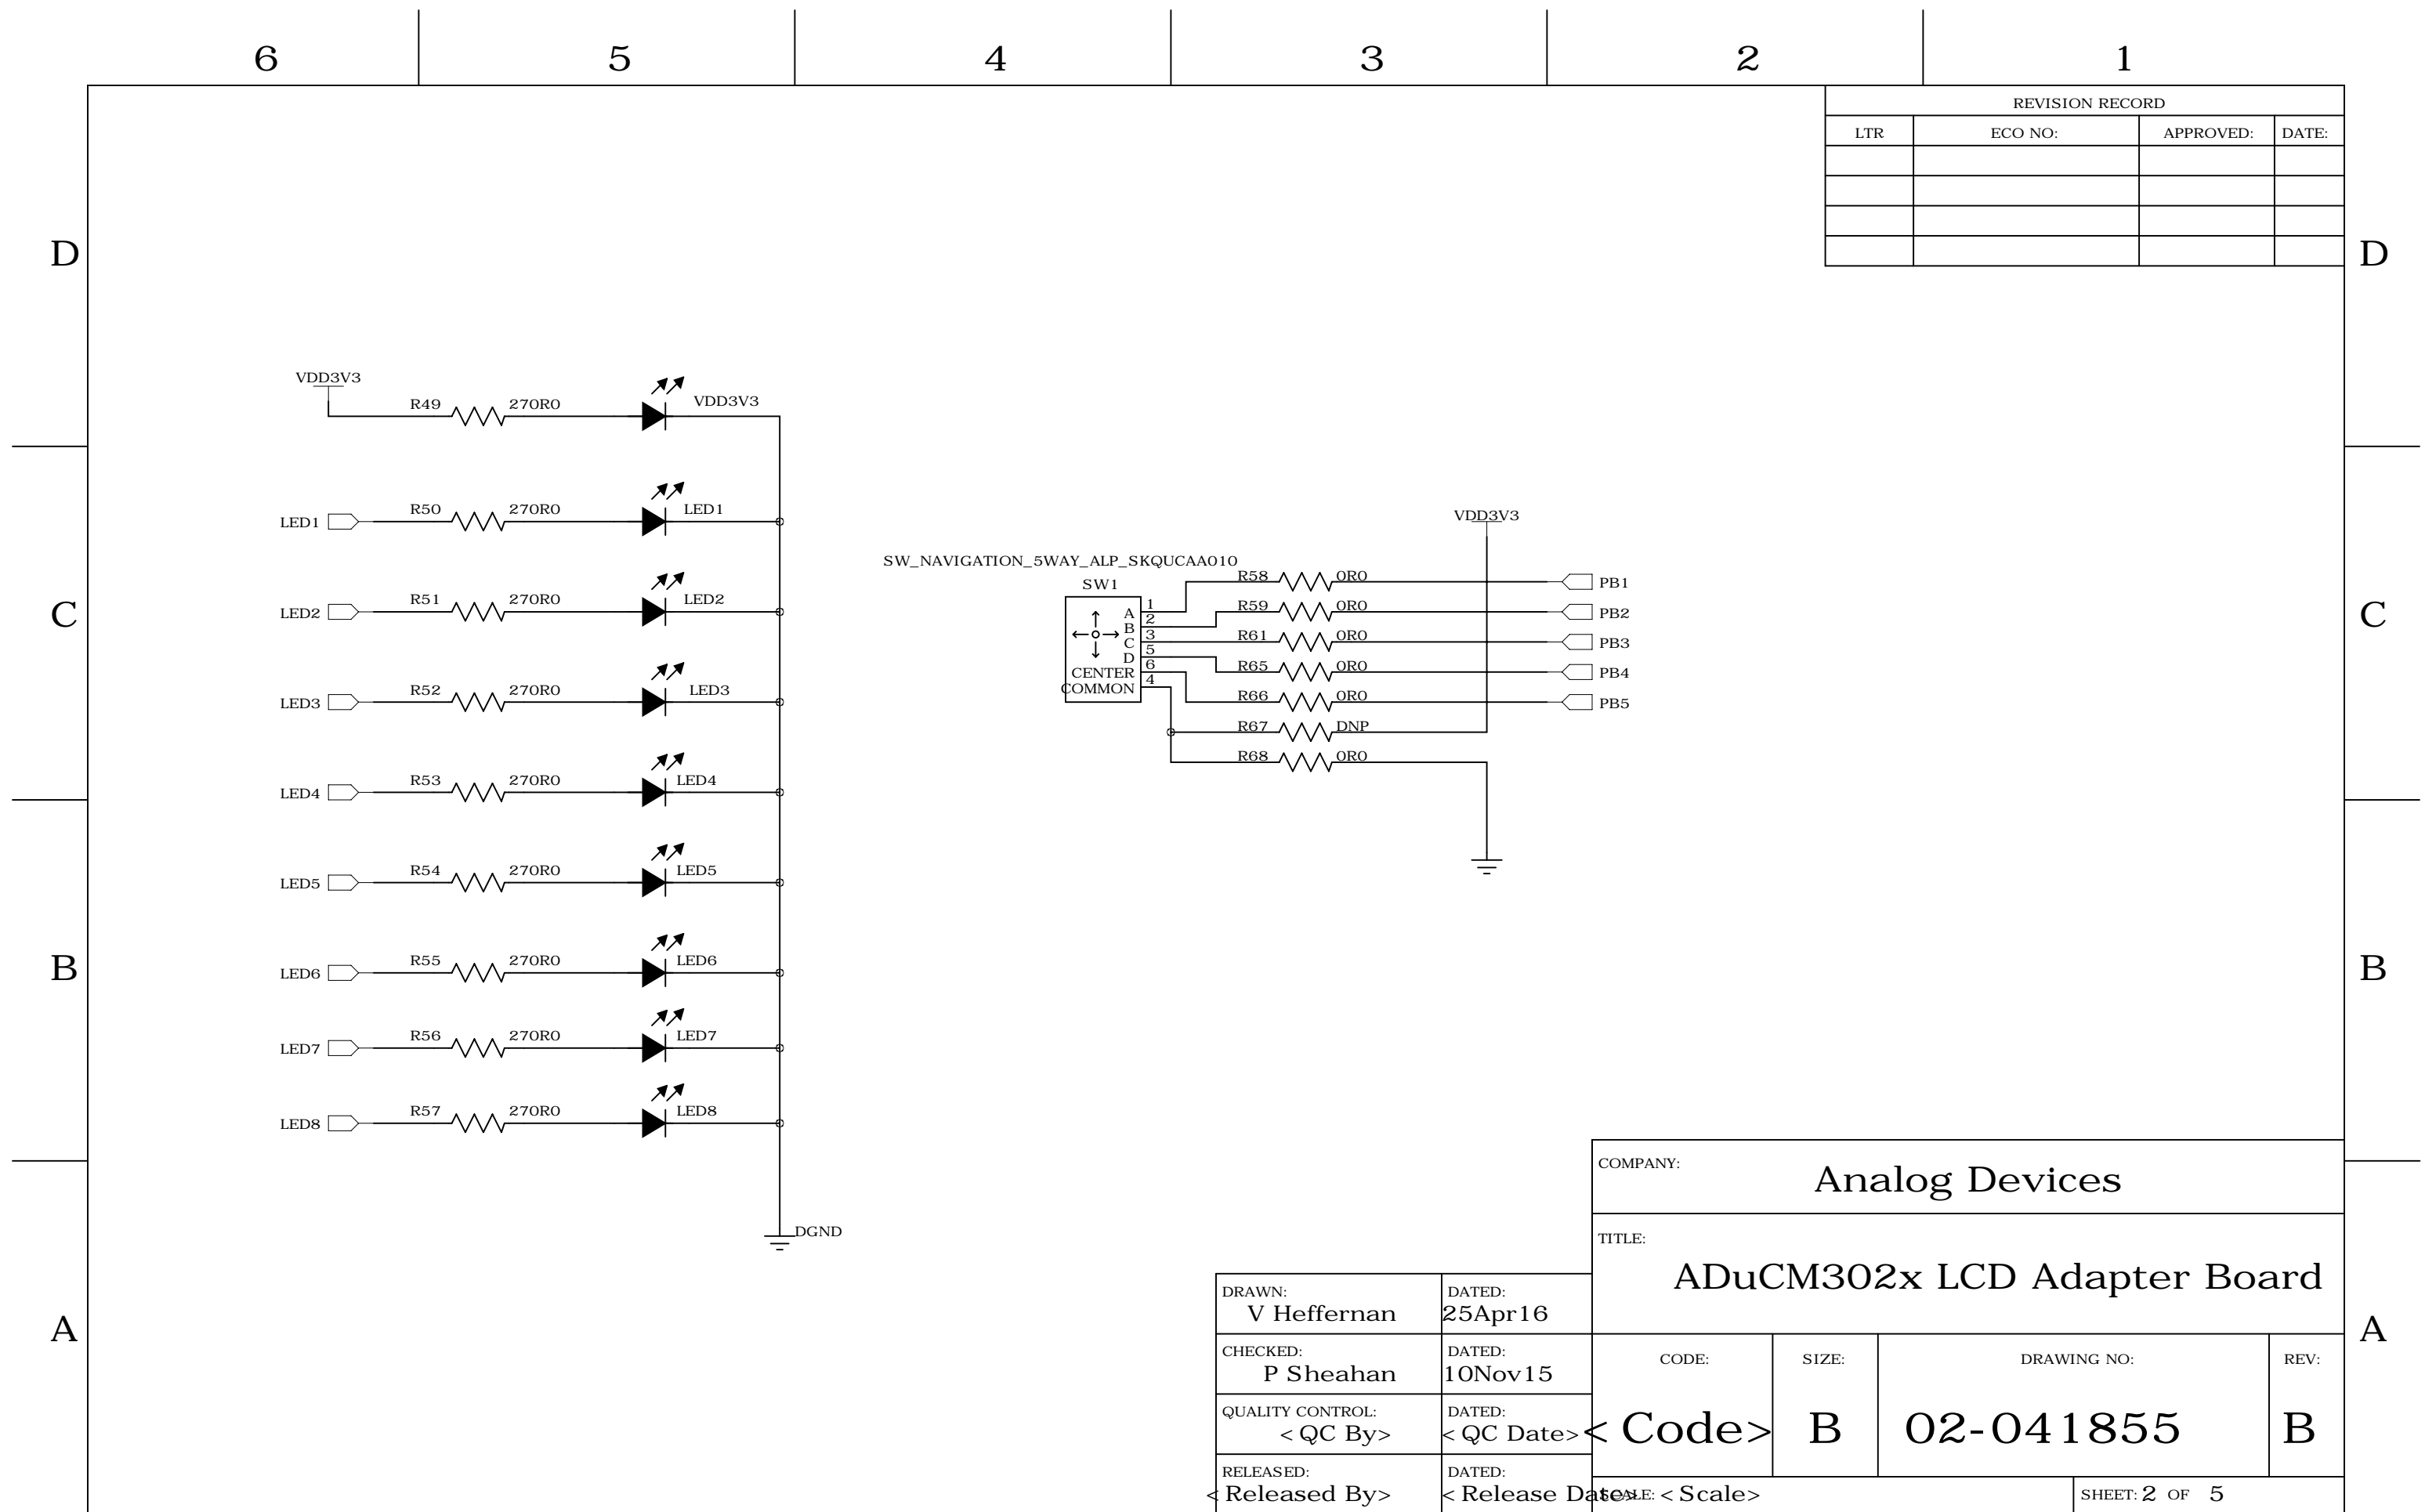 6 5 4 3 2 1
REVISION RECORD
LTR ECO NO: APPROVED: DATE:
D D
VDD3V3
R49 270R0 VDD3V3
LED1 R50 270R0 LED1
LED2 R51 270R0 LED2
LED3 R52 270R0 LED3
LED4 R53 270R0 LED4
LED5 R54 270R0 LED5
LED6 R55 270R0 LED6
LED7 R56 270R0 LED7
LED8 R57 270R0 LED8
DGND
C C
VDD3V3
SW_NAVIGATION_5WAY_ALP_SKQUCAA010
SW1
A 1 R58 0R0 PB1
B 2 R59 0R0 PB2
C 3 R61 0R0 PB3
D 5 R65 0R0 PB4
CENTER 6 R66 0R0 PB5
COMMON 4 R67 DNP
R68 0R0
B B
A A
COMPANY:
Analog Devices
TITLE:
ADuCM302x LCD Adapter Board
DRAWN: DATED:
V Heffernan 25Apr16
CHECKED: DATED:
P Sheahan 10Nov15
QUALITY CONTROL: DATED:
<QC By> <QC Date>
RELEASED: DATED:
<Released By> <Release Date>
CODE: SIZE: DRAWING NO: REV:
<Code> B 02-041855 B
SCALE: <Scale> SHEET: 2 OF 5